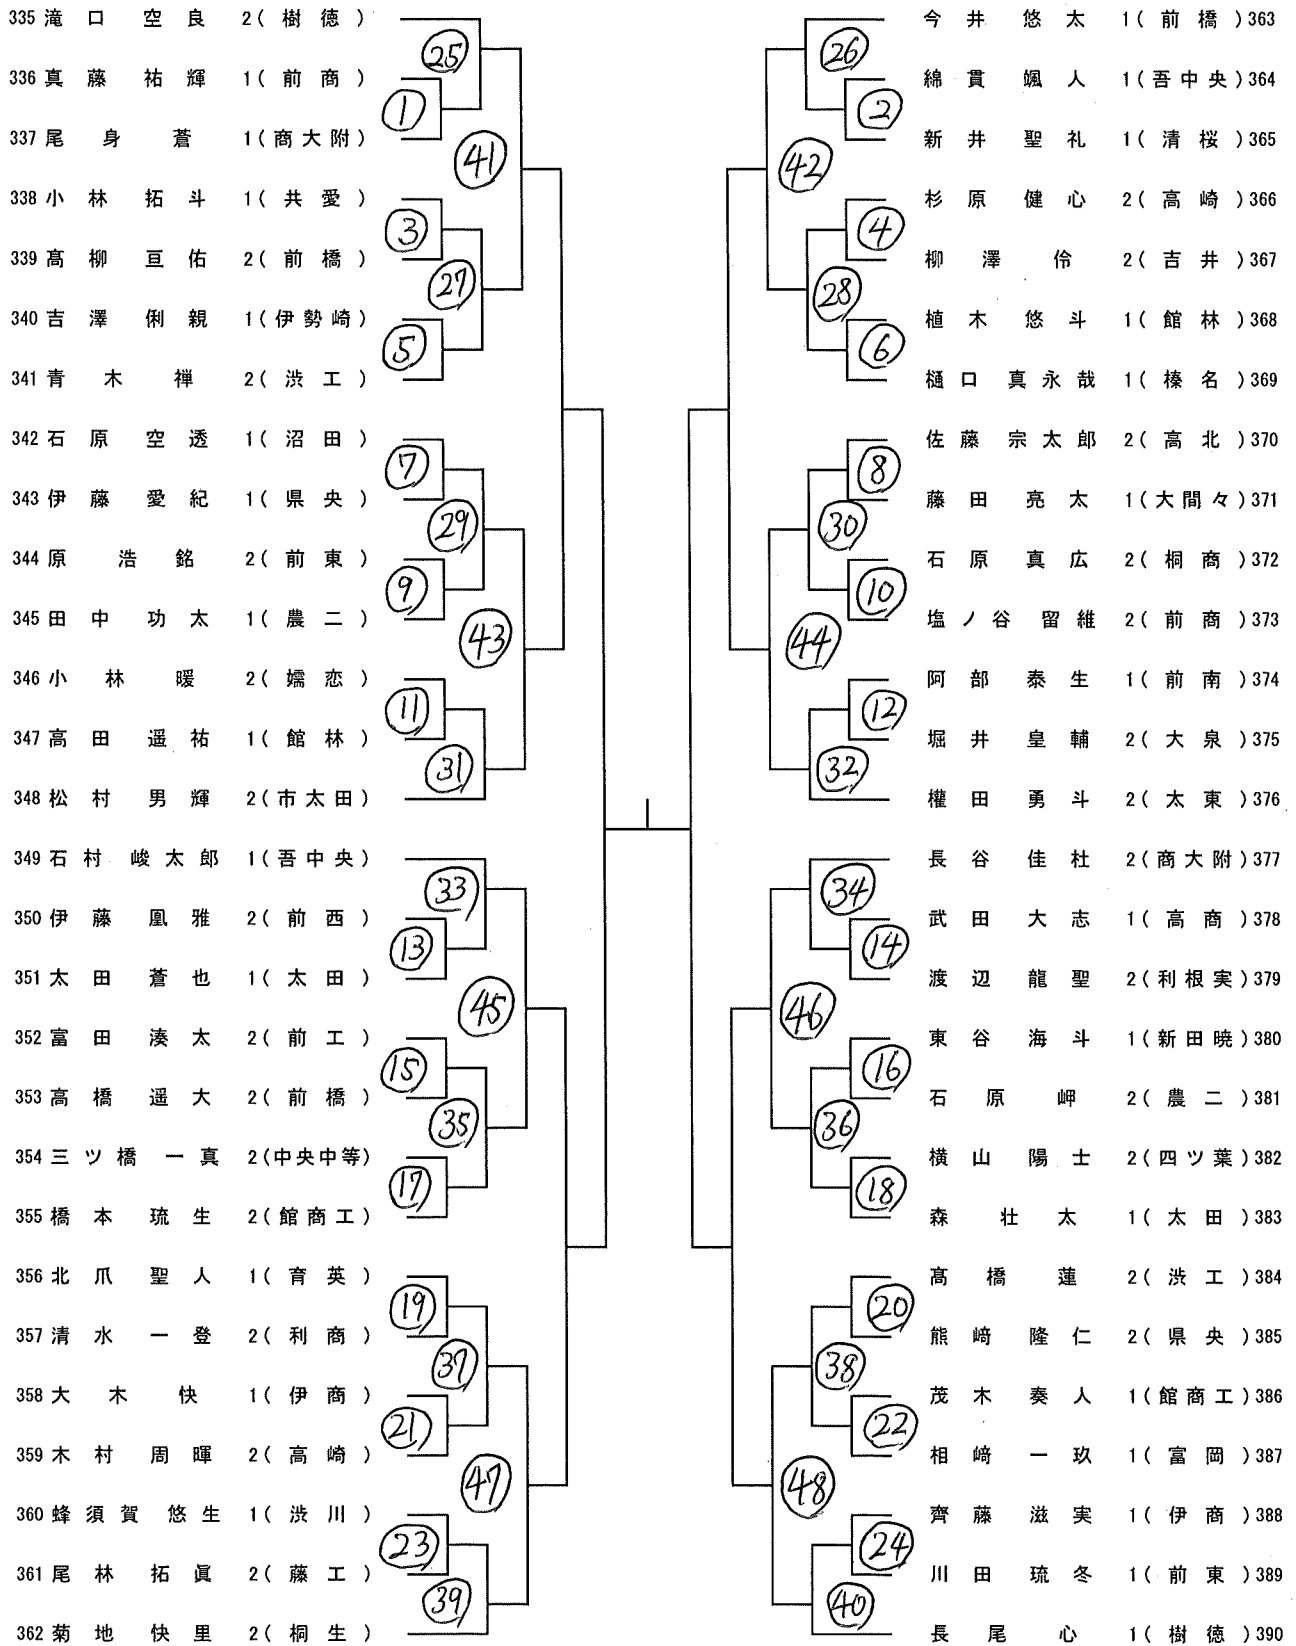 335 滝口 空良 2(樹徳)
336 真藤 祐輝 1(前商)
337 尾身 蒼 1(商大附)
338 小林 拓斗 1(共愛)
339 髙柳 亘佑 2(前橋)
340 吉澤 俐親 1(伊勢崎)
341 青木 禅 2(渋工)
342 石原 空透 1(沼田)
343 伊藤 愛紀 1(県央)
344 原 浩銘 2(前東)
345 田中 功太 1(農二)
346 小林 暖 2(嬬恋)
347 高田 遥祐 1(館林)
348 松村 男輝 2(市太田)
349 石村 峻太郎 1(吾中央)
350 伊藤 凰雅 2(前西)
351 太田 蒼也 1(太田)
352 富田 湊太 2(前工)
353 高橋 遥大 2(前橋)
354 三ツ橋 一真 2(中央中等)
355 橋本 琉生 2(館商工)
356 北爪 聖人 1(育英)
357 清水 一登 2(利商)
358 大木 快 1(伊商)
359 木村 周暉 2(高崎)
360 蜂須賀 悠生 1(渋川)
361 尾林 拓眞 2(藤工)
362 菊地 快里 2(桐生)
25
1
41
3
27
5
7
29
9
43
11
31
33
13
45
15
35
17
19
37
21
47
23
39
26
2
42
4
28
6
8
30
10
44
12
32
34
14
46
16
36
18
20
38
22
48
24
40
今井 悠太 1(前橋)363
綿貫 颯人 1(吾中央)364
新井 聖礼 1(清桜)365
杉原 健心 2(高崎)366
柳澤 伶 2(吉井)367
植木 悠斗 1(館林)368
樋口 真永哉 1(榛名)369
佐藤 宗太郎 2(高北)370
藤田 亮太 1(大間々)371
石原 真広 2(桐商)372
塩ノ谷 留維 2(前商)373
阿部 泰生 1(前南)374
堀井 皇輔 2(大泉)375
権田 勇斗 2(太東)376
長谷 佳杜 2(商大附)377
武田 大志 1(高商)378
渡辺 龍聖 2(利根実)379
東谷 海斗 1(新田暁)380
石原 岬 2(農二)381
横山 陽士 2(四ツ葉)382
森 壮太 1(太田)383
髙橋 蓮 2(渋工)384
熊﨑 隆仁 2(県央)385
茂木 奏人 1(館商工)386
相﨑 一玖 1(富岡)387
齊藤 滋実 1(伊商)388
川田 琉冬 1(前東)389
長尾 心 1(樹徳)390